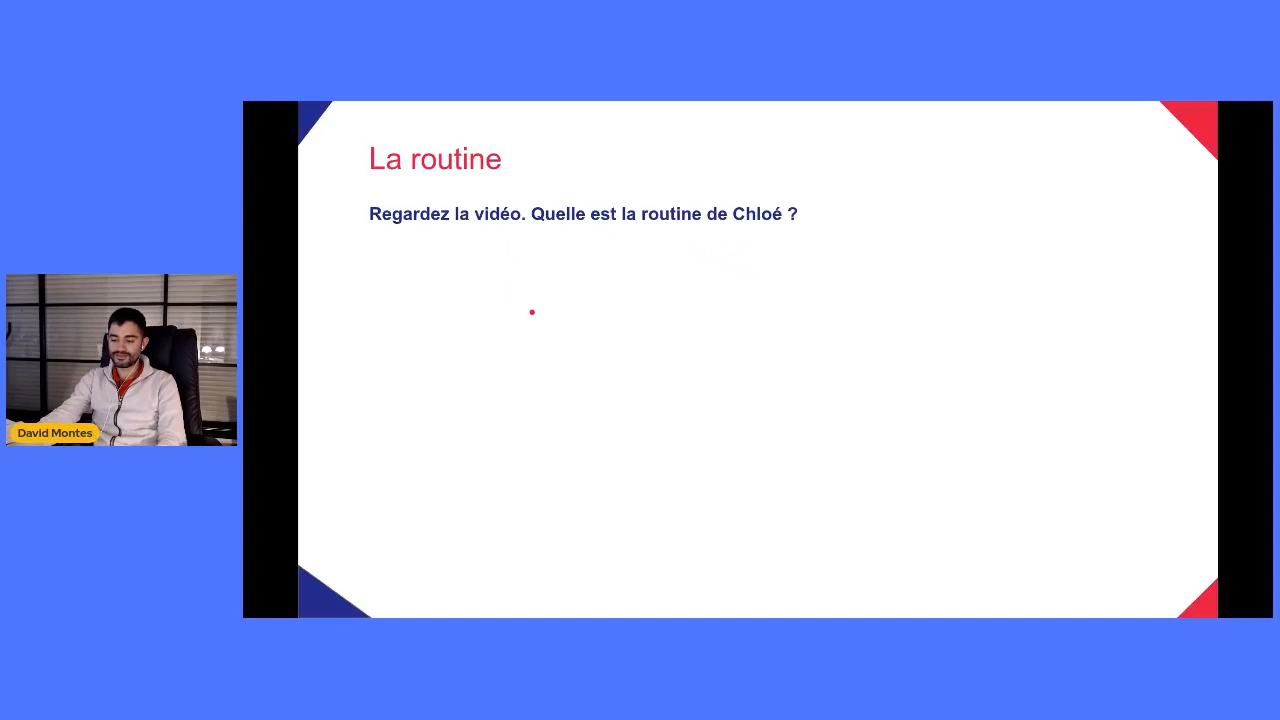 La routine
Regardez la vidéo. Quelle est la routine de Chloé ?
David Montes